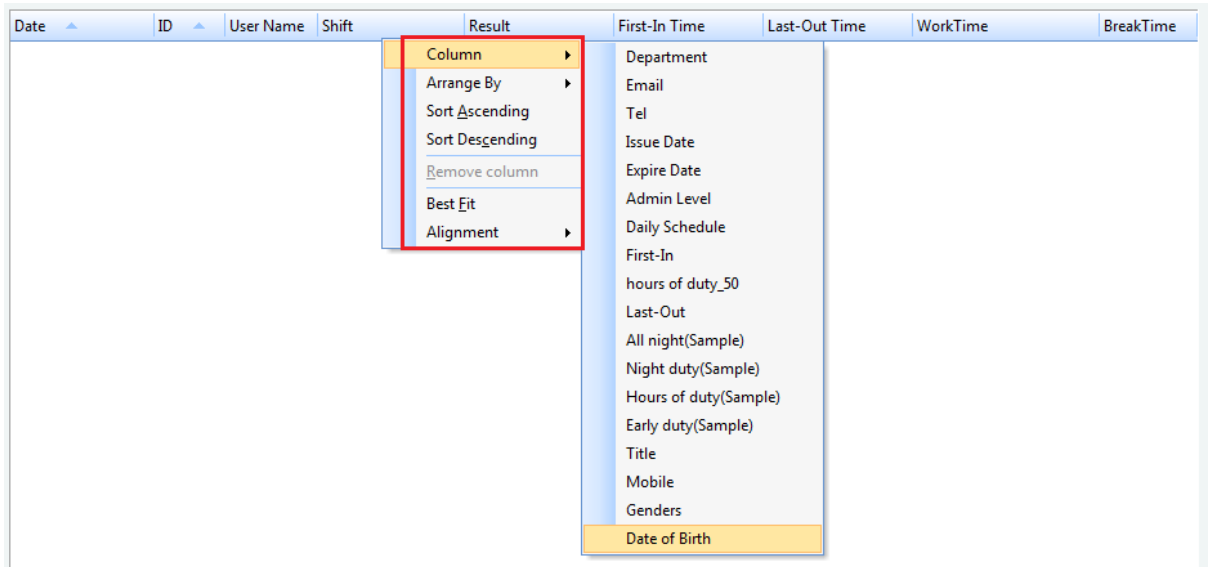 Date ID User Name Shift Result First-In Time Last-Out Time WorkTime BreakTime
Column
Arrange By
Sort Ascending
Sort Descending
Remove column
Best Fit
Alignment
Department
Email
Tel
Issue Date
Expire Date
Admin Level
Daily Schedule
First-In
hours of duty_50
Last-Out
All night(Sample)
Night duty(Sample)
Hours of duty(Sample)
Early duty(Sample)
Title
Mobile
Genders
Date of Birth